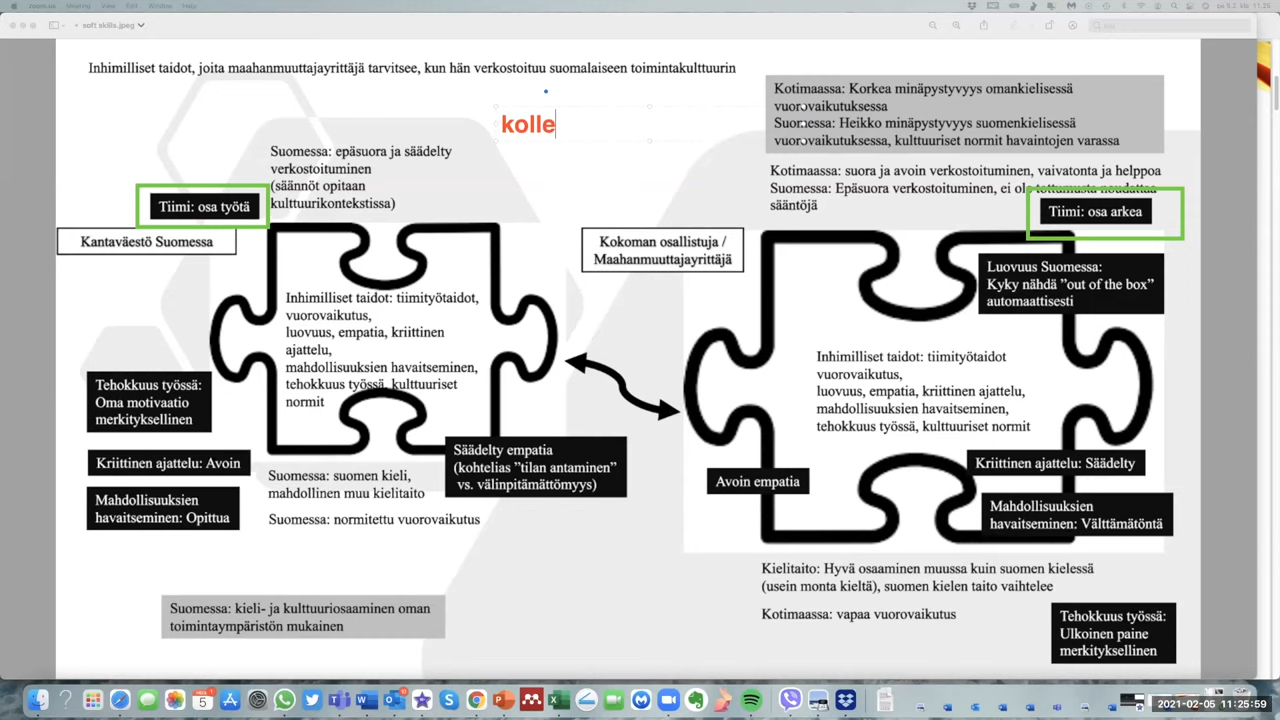 soft skills.jpeg
Inhimilliset taidot, joita maahanmuuttajayrittäjä tarvitsee, kun hän verkostoituu suomalaiseen toimintakulttuurin
kolle
Kotimaassa: Korkea minäpystyvyys omankielisessä
vuorovaikutuksessa
Suomessa: Heikko minäpystyvyys suomenkielisessä
vuorovaikutuksessa, kulttuuriset normit havaintojen varassa
Suomessa: epäsuora ja säädelty
verkostoituminen
(säännöt opitaan
kulttuurikontekstissa)
Kotimaassa: suora ja avoin verkostoituminen, vaivatonta ja helppoa
Suomessa: Epäsuora verkostoituminen, ei ole tottumusta noudattaa
sääntöjä
Tiimi: osa työtä
Tiimi: osa arkea
Kantaväestö Suomessa
Kokoman osallistuja /
Maahanmuuttajayrittäjä
Luovuus Suomessa:
Kyky nähdä ”out of the box”
automaattisesti
Inhimilliset taidot: tiimityötaidot,
vuorovaikutus,
luovuus, empatia, kriittinen
ajattelu,
mahdollisuuksien havaitseminen,
tehokkuus työssä, kulttuuriset
normit
Inhimilliset taidot: tiimityötaidot
vuorovaikutus,
luovuus, empatia, kriittinen ajattelu,
mahdollisuuksien havaitseminen,
tehokkuus työssä, kulttuuriset normit
Tehokkuus työssä:
Oma motivaatio
merkityksellinen
Kriittinen ajattelu: Avoin
Mahdollisuuksien
havaitseminen: Opittua
Säädelty empatia
(kohtelias ”tilan antaminen”
vs. välinpitämättömyys)
Avoin empatia
Kriittinen ajattelu: Säädelty
Mahdollisuuksien
havaitseminen: Välttämätöntä
Suomessa: suomen kieli,
mahdollinen muu kielitaito
Suomessa: normitettu vuorovaikutus
Kielitaito: Hyvä osaaminen muussa kuin suomen kielessä
(usein monta kieltä), suomen kielen taito vaihtelee
Kotimaassa: vapaa vuorovaikutus
Suomessa: kieli- ja kulttuuriosaaminen oman
toimintaympäristön mukainen
Tehokkuus työssä:
Ulkoinen paine
merkityksellinen
2021-02-05 11:25:59